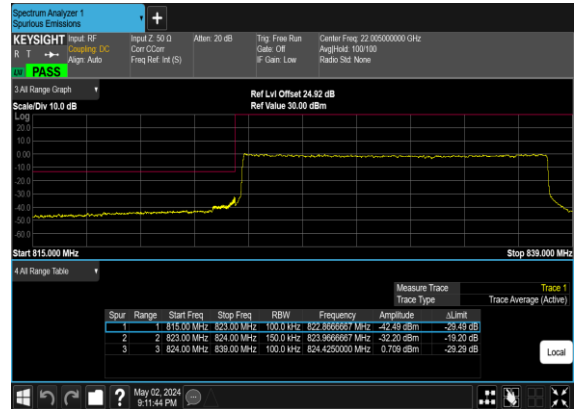 Spectrum Analyzer 1
Spurious Emissions
+
KEYSIGHT Input: RF Input Z: 50 Ω Atten: 20 dB Trig: Free Run Center Freq: 22.005000000 GHz
R T Coupling: DC Corr CCorr Gate: Off Avg|Hold: 100/100
Align: Auto Freq Ref: Int (S) IF Gain: Low Radio Std: None
PASS
3 All Range Graph
Ref Lvl Offset 24.92 dB
Scale/Div 10.0 dB Ref Value 30.00 dBm
Log
20.0
10.0
0.00
-10.0
-20.0
-30.0
-40.0
-50.0
-60.0
Start 815.000 MHz Stop 839.000 MHz
4 All Range Table
Measure Trace Trace 1
Trace Type Trace Average (Active)
Spur Range Start Freq Stop Freq RBW Frequency Amplitude ΔLimit
1 1 815.00 MHz 823.00 MHz 100.0 kHz 822.8666667 MHz -42.49 dBm -29.49 dB
2 2 823.00 MHz 824.00 MHz 150.0 kHz 823.9666667 MHz -32.20 dBm -19.20 dB
3 3 824.00 MHz 839.00 MHz 100.0 kHz 824.4250000 MHz 0.709 dBm -29.29 dB
Local
? May 02, 2024
9:11:44 PM